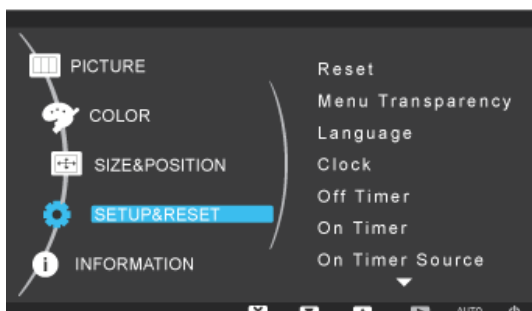 PICTURE
COLOR
SIZE&POSITION
SETUP&RESET
INFORMATION
Reset
Menu Transparency
Language
Clock
Off Timer
On Timer
On Timer Source
AUTO